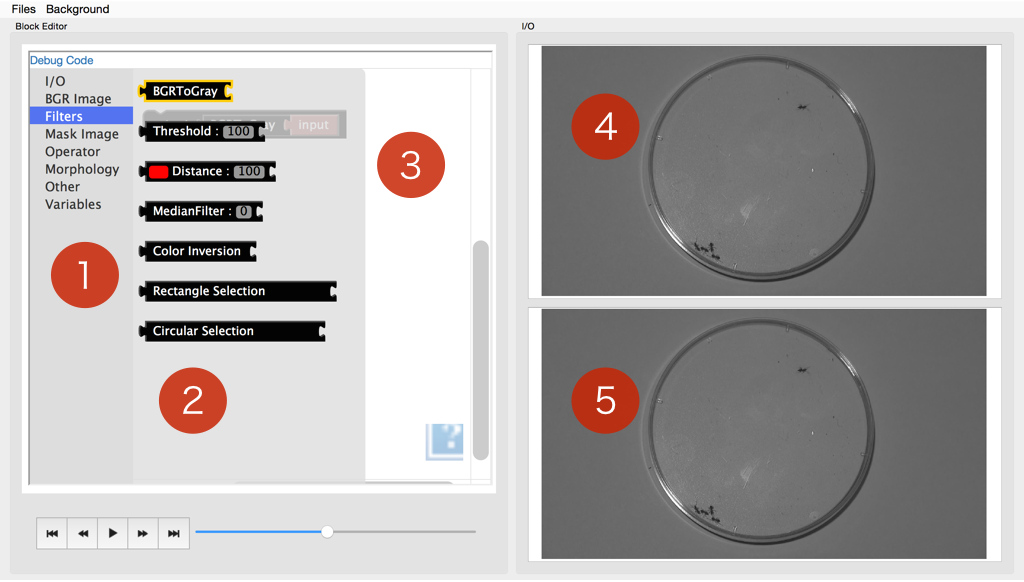 Files Background
Block Editor
I/O
Debug Code
I/O
BGR Image
Filters
Mask Image
Operator
Morphology
Other
Variables
BGRToGray
BGRToGray input
Threshold : 100
Distance : 100
MedianFilter : 0
Color Inversion
Rectangle Selection
Circular Selection
?
1
2
3
4
5